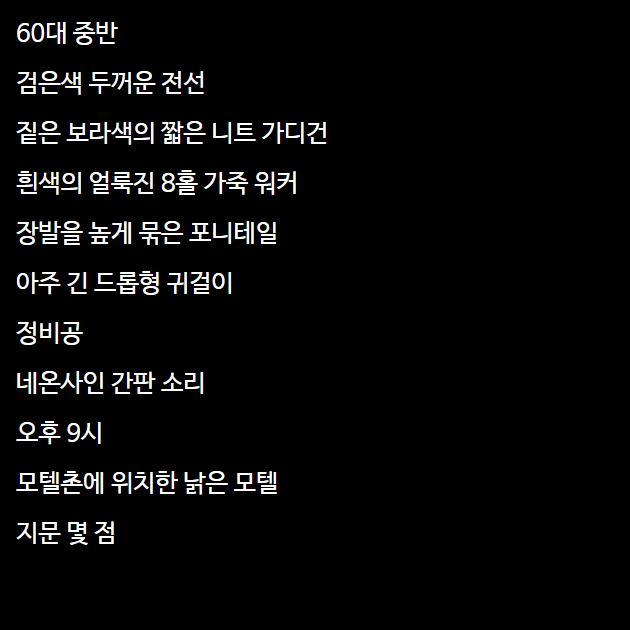 60대 중반
검은색 두꺼운 전선
짙은 보라색의 짧은 니트 가디건
흰색의 얼룩진 8홀 가죽 워커
장발을 높게 묶은 포니테일
아주 긴 드롭형 귀걸이
정비공
네온사인 간판 소리
오후 9시
모텔촌에 위치한 낡은 모텔
지문 몇 점